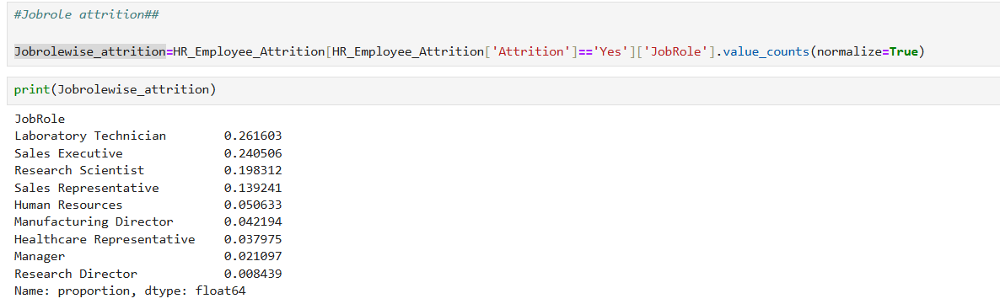 #Jobrole attrition##
Jobrolewise_attrition=HR_Employee_Attrition[HR_Employee_Attrition['Attrition']=='Yes']['JobRole'].value_counts(normalize=True)
print(Jobrolewise_attrition)
JobRole
Laboratory Technician        0.261603
Sales Executive              0.240506
Research Scientist           0.198312
Sales Representative         0.139241
Human Resources              0.050633
Manufacturing Director       0.042194
Healthcare Representative    0.037975
Manager                      0.021097
Research Director            0.008439
Name: proportion, dtype: float64